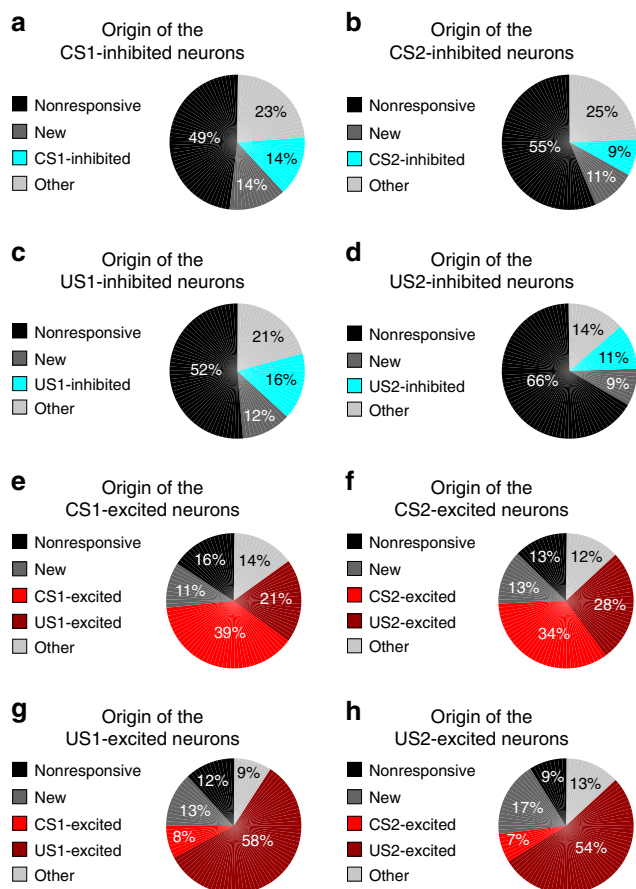 a
Origin of the
CS1-inhibited neurons
Nonresponsive
New
CS1-inhibited
Other
23%
49%
14%
14%
b
Origin of the
CS2-inhibited neurons
Nonresponsive
New
CS2-inhibited
Other
25%
55%
9%
11%
c
Origin of the
US1-inhibited neurons
Nonresponsive
New
US1-inhibited
Other
21%
52%
16%
12%
d
Origin of the
US2-inhibited neurons
Nonresponsive
New
US2-inhibited
Other
14%
11%
66%
9%
e
Origin of the
CS1-excited neurons
Nonresponsive
New
CS1-excited
US1-excited
Other
16%
14%
11%
21%
39%
f
Origin of the
CS2-excited neurons
Nonresponsive
New
CS2-excited
US2-excited
Other
13%
12%
13%
28%
34%
g
Origin of the
US1-excited neurons
Nonresponsive
New
CS1-excited
US1-excited
Other
12%
9%
13%
8%
58%
h
Origin of the
US2-excited neurons
Nonresponsive
New
CS2-excited
US2-excited
Other
9%
13%
17%
7%
54%